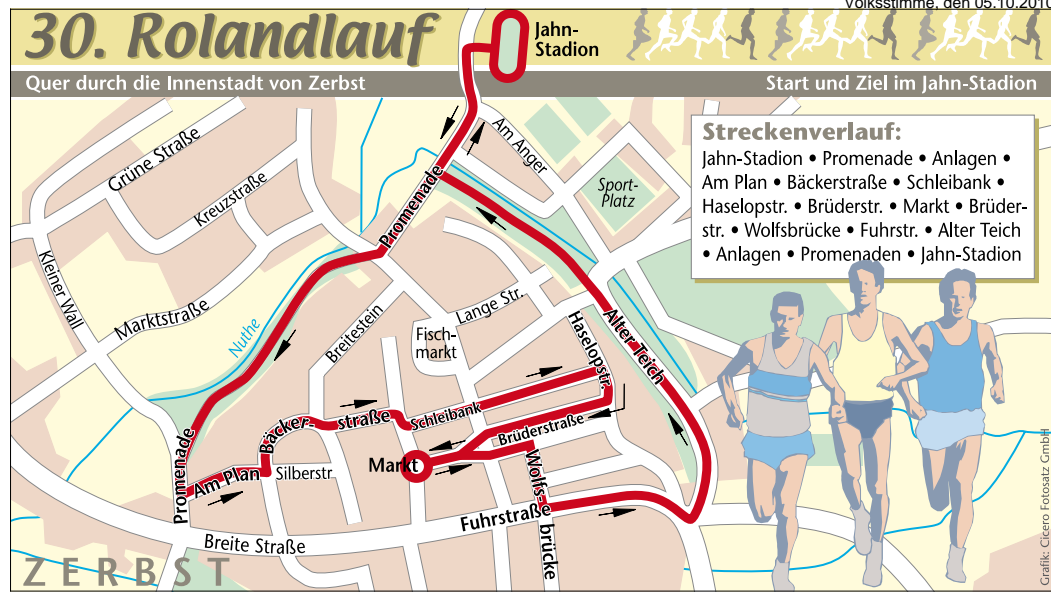 Volksstimme, den 05.10.2010
30. Rolandlauf
Jahn-
Stadion
Quer durch die Innenstadt von Zerbst
Start und Ziel im Jahn-Stadion
Streckenverlauf:
Jahn-Stadion • Promenade • Anlagen •
Am Plan • Bäckerstraße • Schleibank •
Haselopstr. • Brüderstr. • Markt • Brüder-
str. • Wolfsbrücke • Fuhrstr. • Alter Teich
• Anlagen • Promenaden • Jahn-Stadion
Am Anger
Grüne Straße
Kreuzstraße
Promenade
Sport-
Platz
Kleiner Wall
Marktstraße
Nuthe
Breitestein
Lange Str.
Fisch-
markt
Haselopstr.
Alter Teich
Bäcker-
straße
Schleibank
Brüderstraße
Promenade
Am Plan
Silberstr.
Markt
Wolfs-
brücke
Fuhrstraße
Breite Straße
ZERBST
Grafik: Cicero Fotosatz GmbH